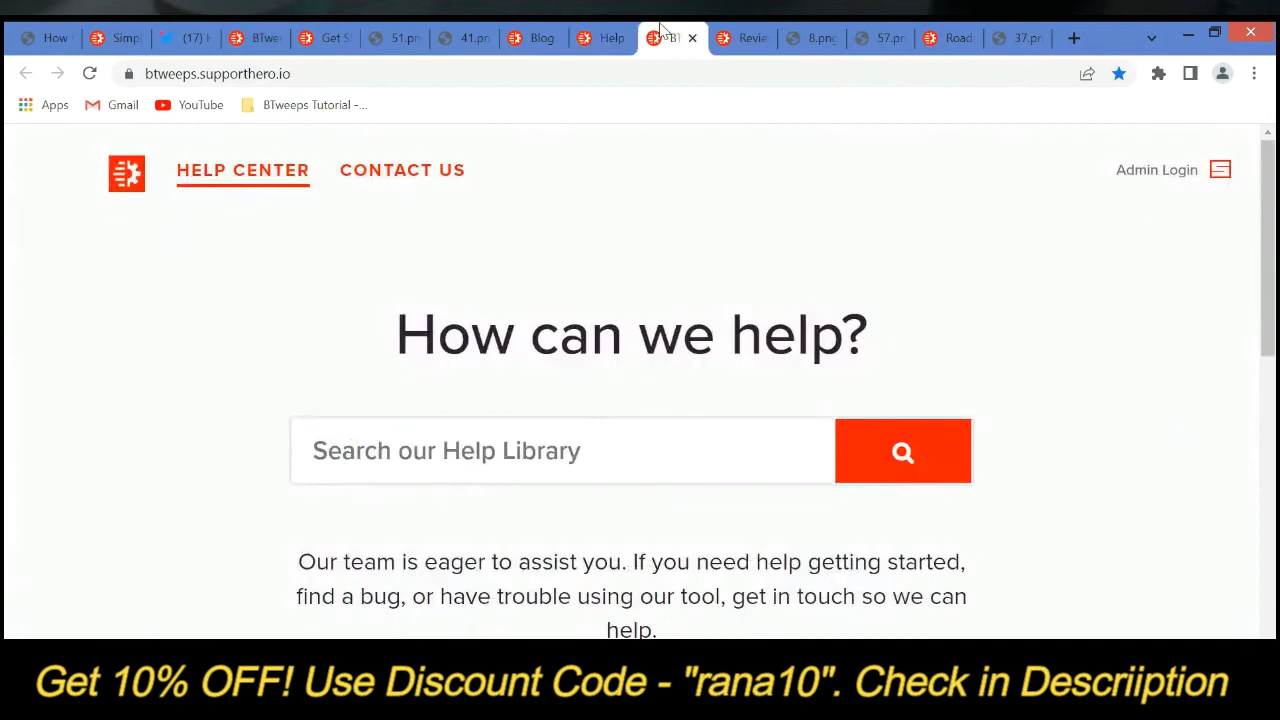 How
Simpl
(17)
BTwe
Get S
51.pn
41.pn
Blog
Help
BT
Revie
8.png
57.pn
Road
37.pn
btweeps.supporthero.io
Apps
Gmail
YouTube
BTweeps Tutorial -...
HELP CENTER
CONTACT US
Admin Login
How can we help?
Search our Help Library
Our team is eager to assist you. If you need help getting started,
find a bug, or have trouble using our tool, get in touch so we can
help.
Get 10% OFF! Use Discount Code - "rana10". Check in Descriiption